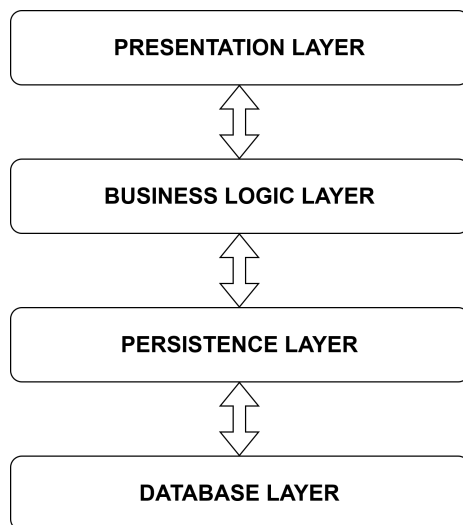 PRESENTATION LAYER
BUSINESS LOGIC LAYER
PERSISTENCE LAYER
DATABASE LAYER